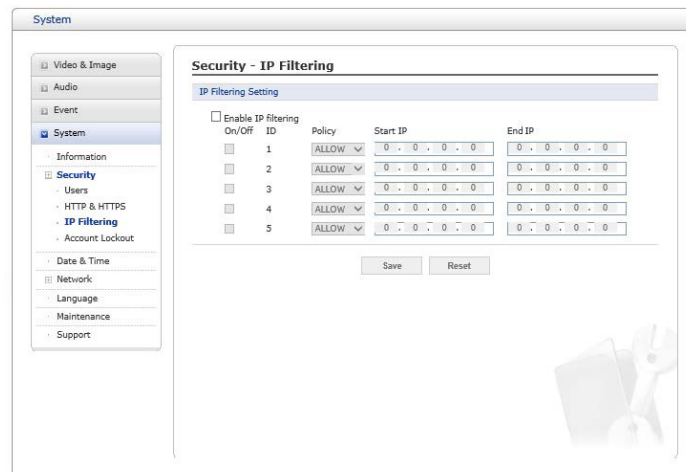 System
Video & Image
Audio
Event
System
Information
Security
Users
HTTP & HTTPS
IP Filtering
Account Lockout
Date & Time
Network
Language
Maintenance
Support
Security - IP Filtering
IP Filtering Setting
Enable IP filtering
On/Off ID Policy Start IP End IP
1 ALLOW 0 . 0 . 0 . 0 0 . 0 . 0 . 0
2 ALLOW 0 . 0 . 0 . 0 0 . 0 . 0 . 0
3 ALLOW 0 . 0 . 0 . 0 0 . 0 . 0 . 0
4 ALLOW 0 . 0 . 0 . 0 0 . 0 . 0 . 0
5 ALLOW 0 . 0 . 0 . 0 0 . 0 . 0 . 0
Save Reset